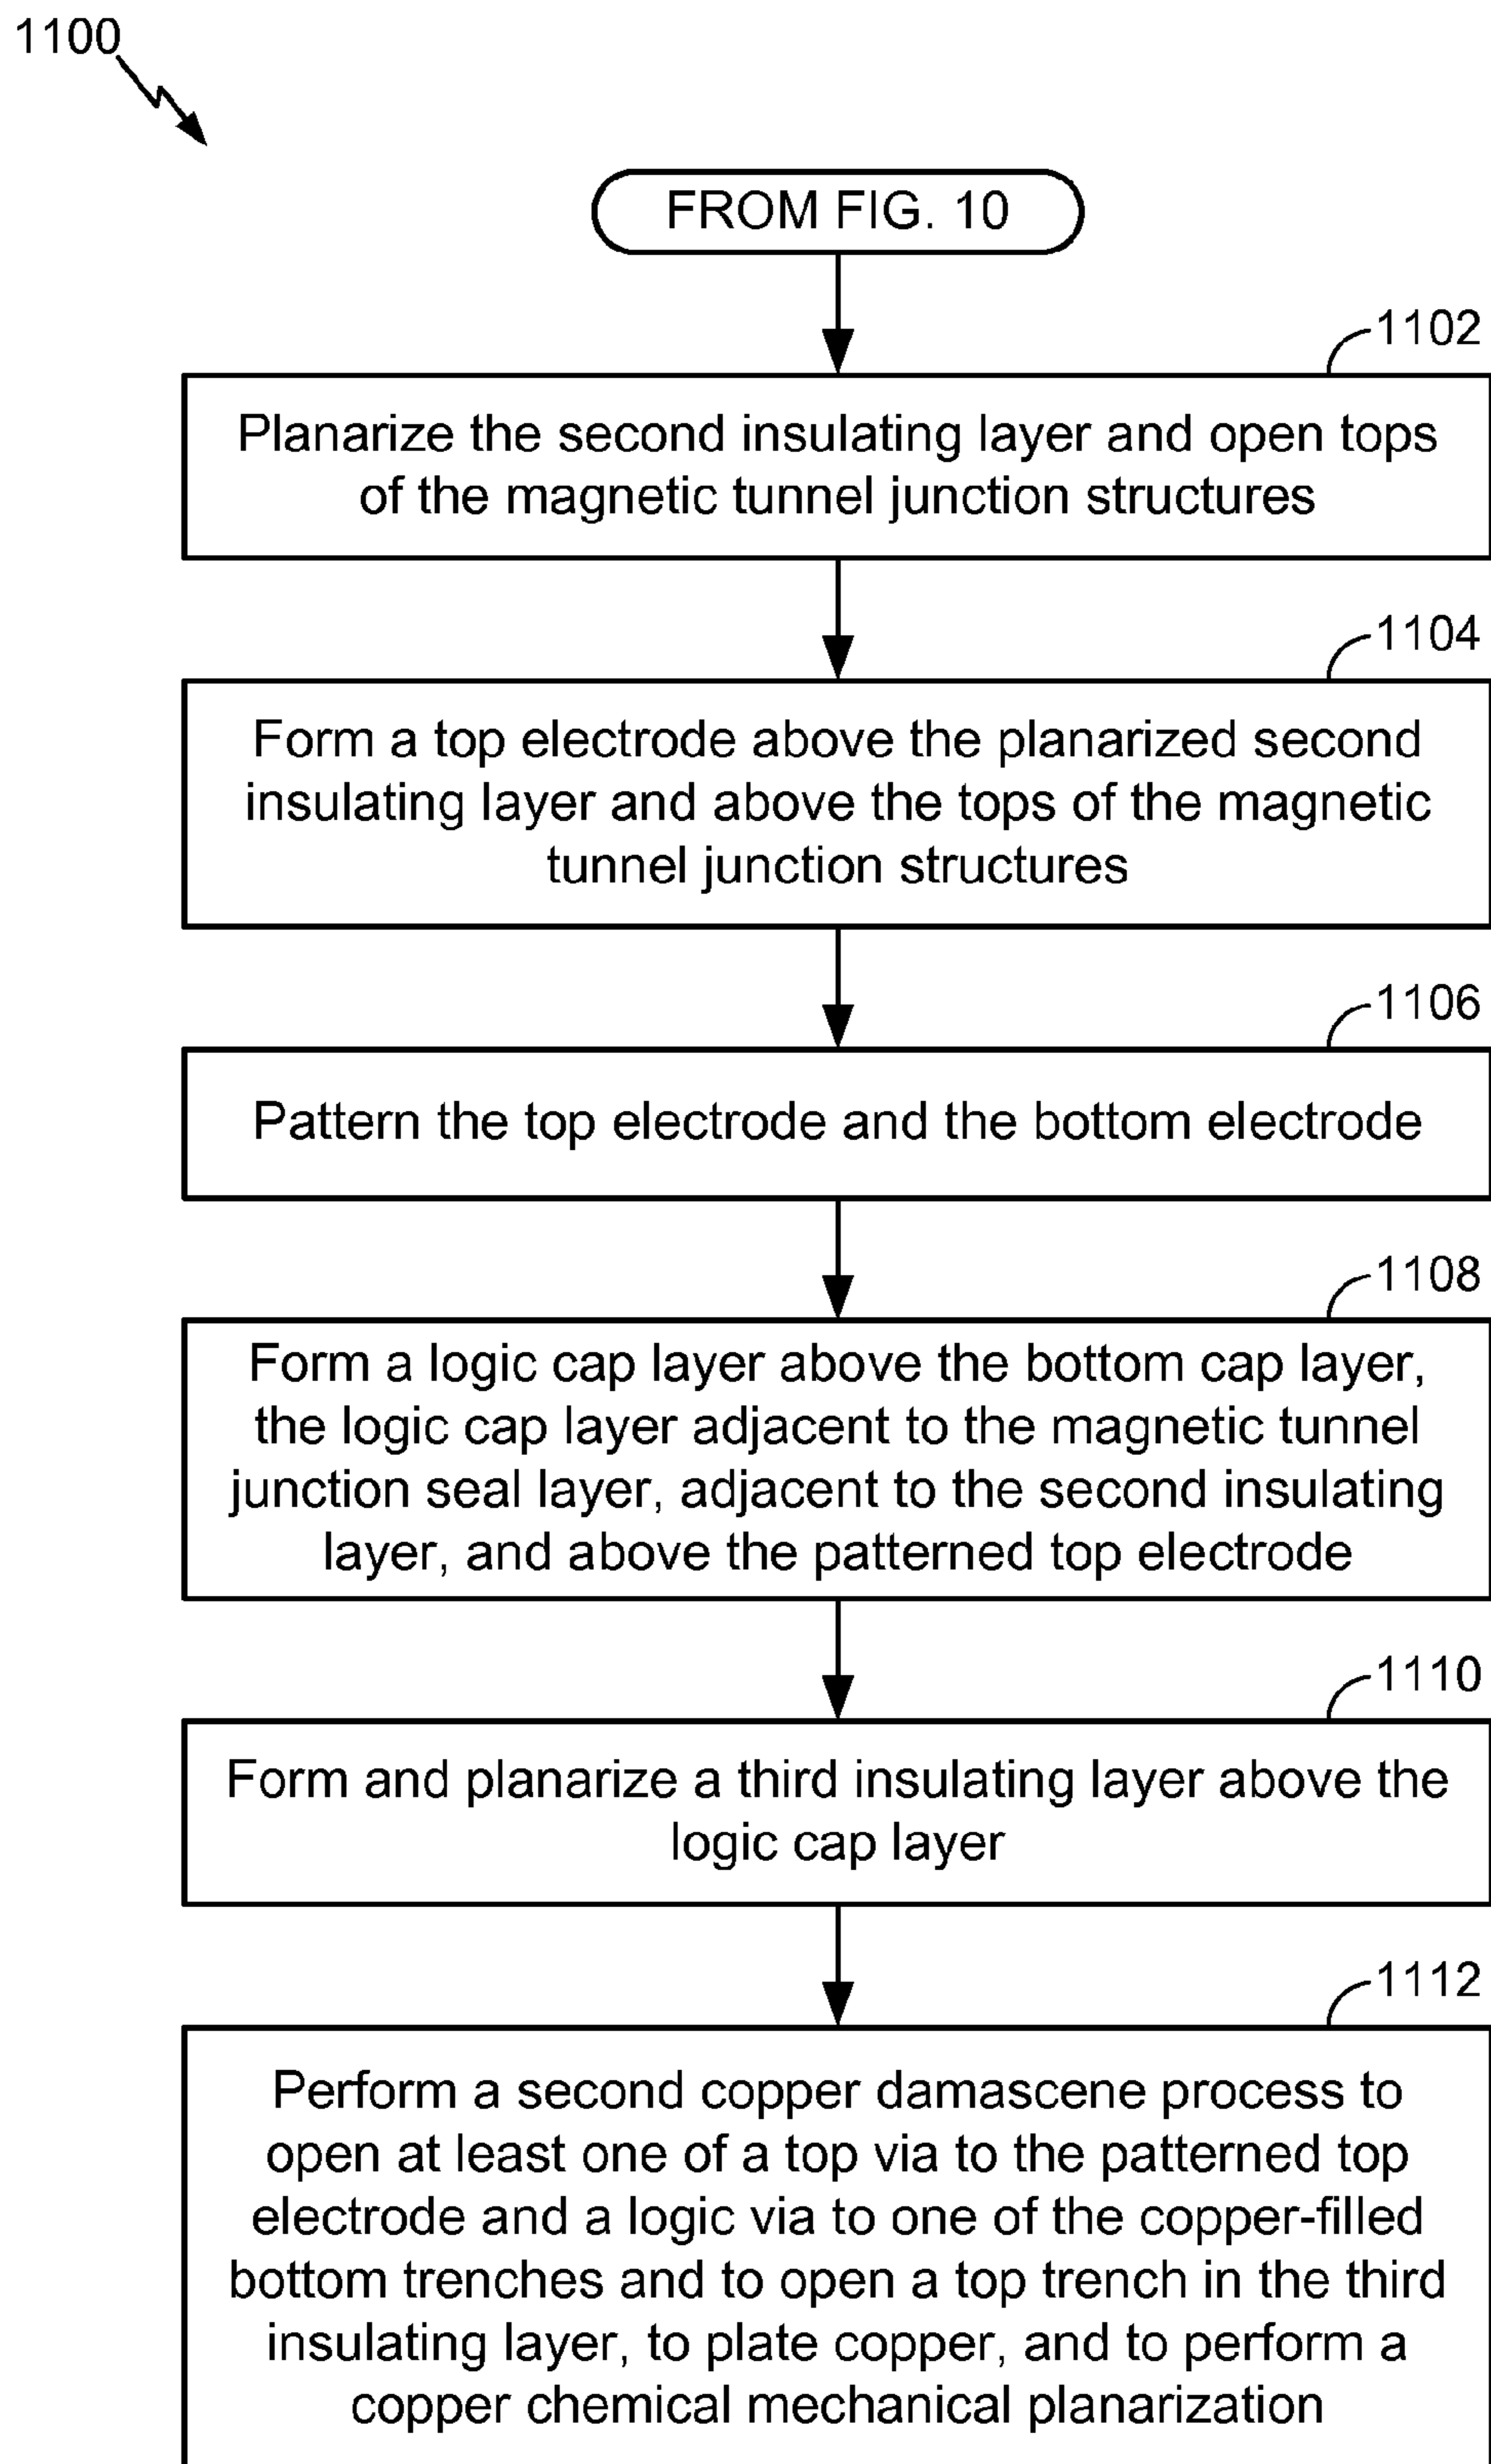 1100
FROM FIG. 10
1102
Planarize the second insulating layer and open tops
of the magnetic tunnel junction structures
1104
Form a top electrode above the planarized second
insulating layer and above the tops of the magnetic
tunnel junction structures
1106
Pattern the top electrode and the bottom electrode
1108
Form a logic cap layer above the bottom cap layer,
the logic cap layer adjacent to the magnetic tunnel
junction seal layer, adjacent to the second insulating
layer, and above the patterned top electrode
1110
Form and planarize a third insulating layer above the
logic cap layer
1112
Perform a second copper damascene process to
open at least one of a top via to the patterned top
electrode and a logic via to one of the copper-filled
bottom trenches and to open a top trench in the third
insulating layer, to plate copper, and to perform a
copper chemical mechanical planarization